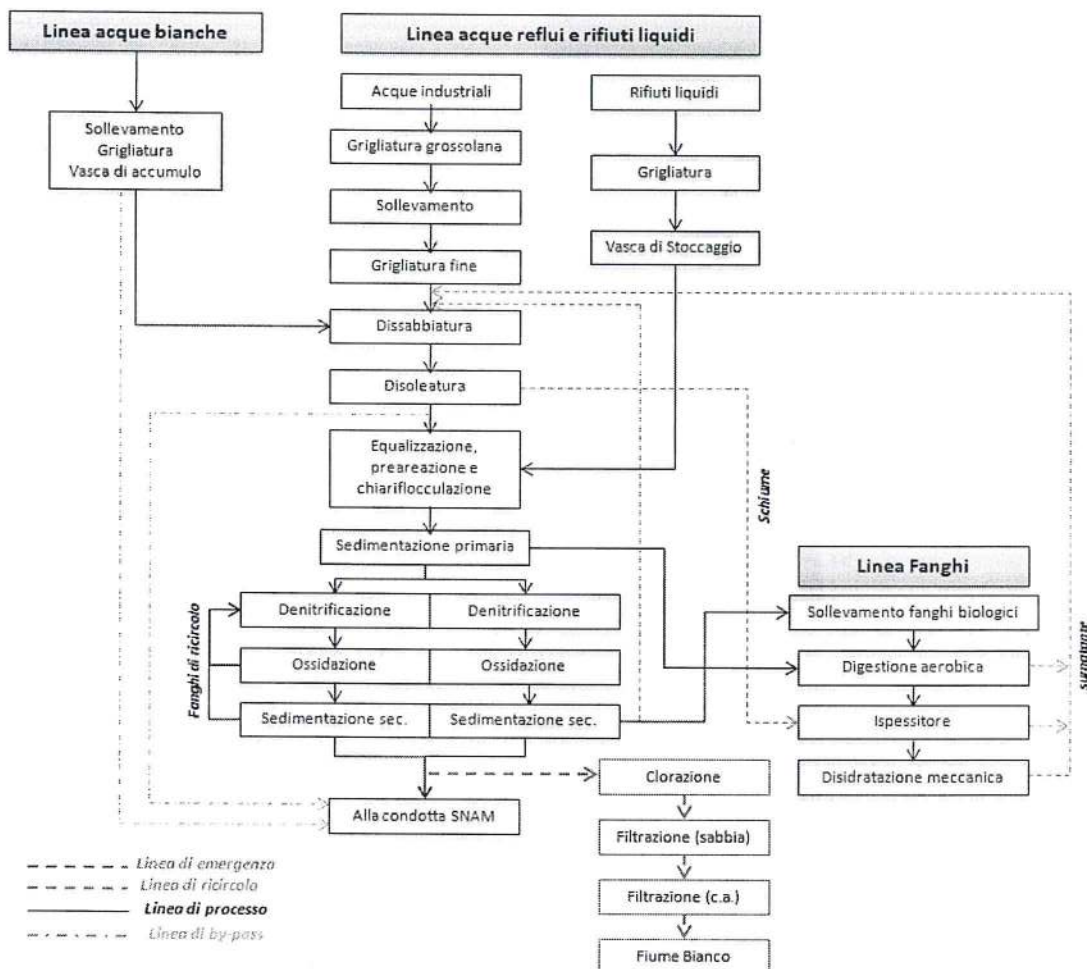 Linea acque bianche
Linea acque reflui e rifiuti liquidi
Acque industriali
Rifiuti liquidi
Sollevamento
Grigliatura
Vasca di accumulo
Grigliatura grossolana
Grigliatura
Sollevamento
Vasca di Stoccaggio
Grigliatura fine
Dissabbiatura
Disoleatura
Equalizzazione,
preareazione e
chiariflocculazione
Schiume
Sedimentazione primaria
Linea Fanghi
Fanghi di ricircolo
Denitrificazione
Denitrificazione
Sollevamento fanghi biologici
Ossidazione
Ossidazione
Digestione aerobica
Sedimentazione sec.
Sedimentazione sec.
Ispessitore
Clorazione
Disidratazione meccanica
Alla condotta SNAM
Filtrazione (sabbia)
Filtrazione (c.a.)
Fiume Bianco
Linea di emergenza
Linea di ricircolo
Linea di processo
Linea di by-pass